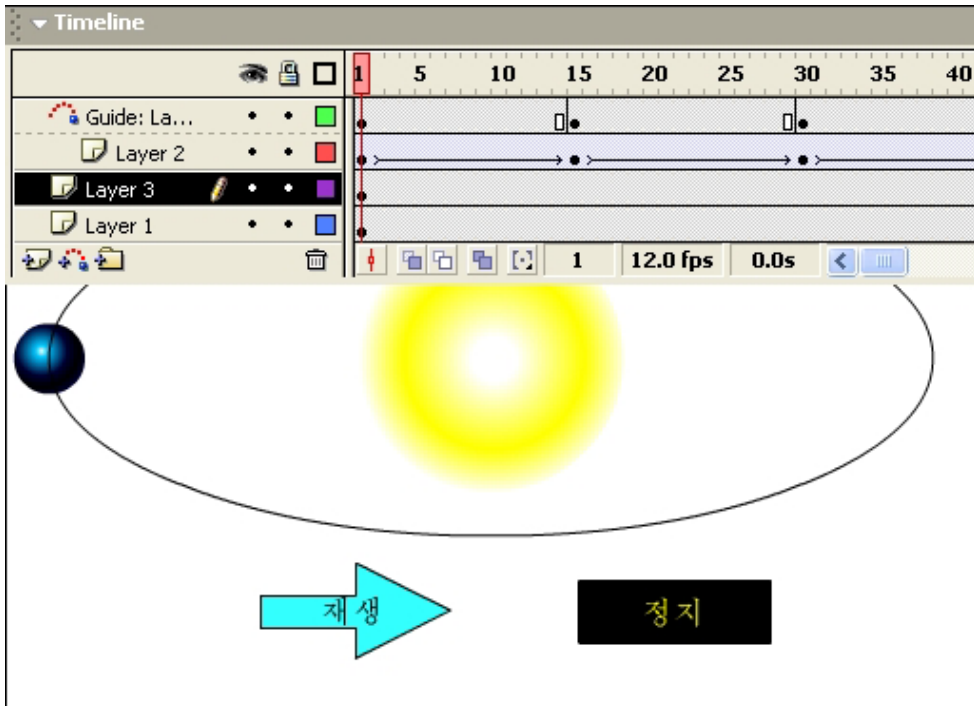 Timeline
1 5 10 15 20 25 30 35 40
Guide: La...
Layer 2
Layer 3
Layer 1
1 12.0 fps 0.0s
재생 정지